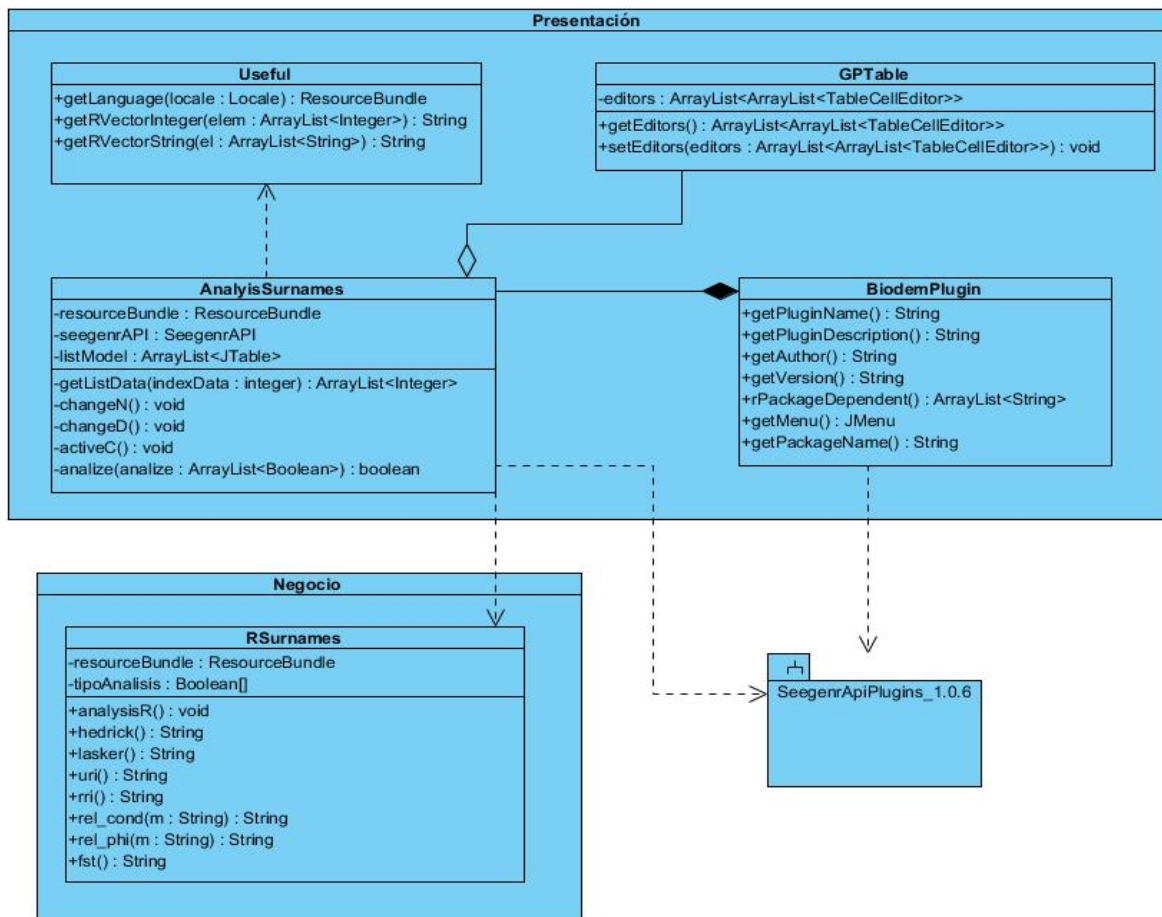 Presentación
Useful
+getLanguage(locale : Locale) : ResourceBundle
+getRVectorInteger(elem : ArrayList<Integer>) : String
+getRVectorString(el : ArrayList<String>) : String
GPTable
-editors : ArrayList<ArrayList<TableCellEditor>>
+getEditors() : ArrayList<ArrayList<TableCellEditor>>
+setEditors(editors : ArrayList<ArrayList<TableCellEditor>>) : void
AnalyisSurnames
-resourceBundle : ResourceBundle
-seegenrAPI : SeegenrAPI
-listModel : ArrayList<JTable>
-getListData(indexData : integer) : ArrayList<Integer>
-changeN() : void
-changeD() : void
-activeC() : void
-analize(analize : ArrayList<Boolean>) : boolean
BiodemPlugin
+getPluginName() : String
+getPluginDescription() : String
+getAuthor() : String
+getVersion() : String
+rPackageDependent() : ArrayList<String>
+getMenu() : JMenu
+getPackageName() : String
Negocio
RSurnames
-resourceBundle : ResourceBundle
-tipoAnalisis : Boolean[]
+analysisR() : void
+hedrick() : String
+lasker() : String
+uri() : String
+rri() : String
+rel_cond(m : String) : String
+rel_phi(m : String) : String
+fst() : String
SeegenrApiPlugins_1.0.6